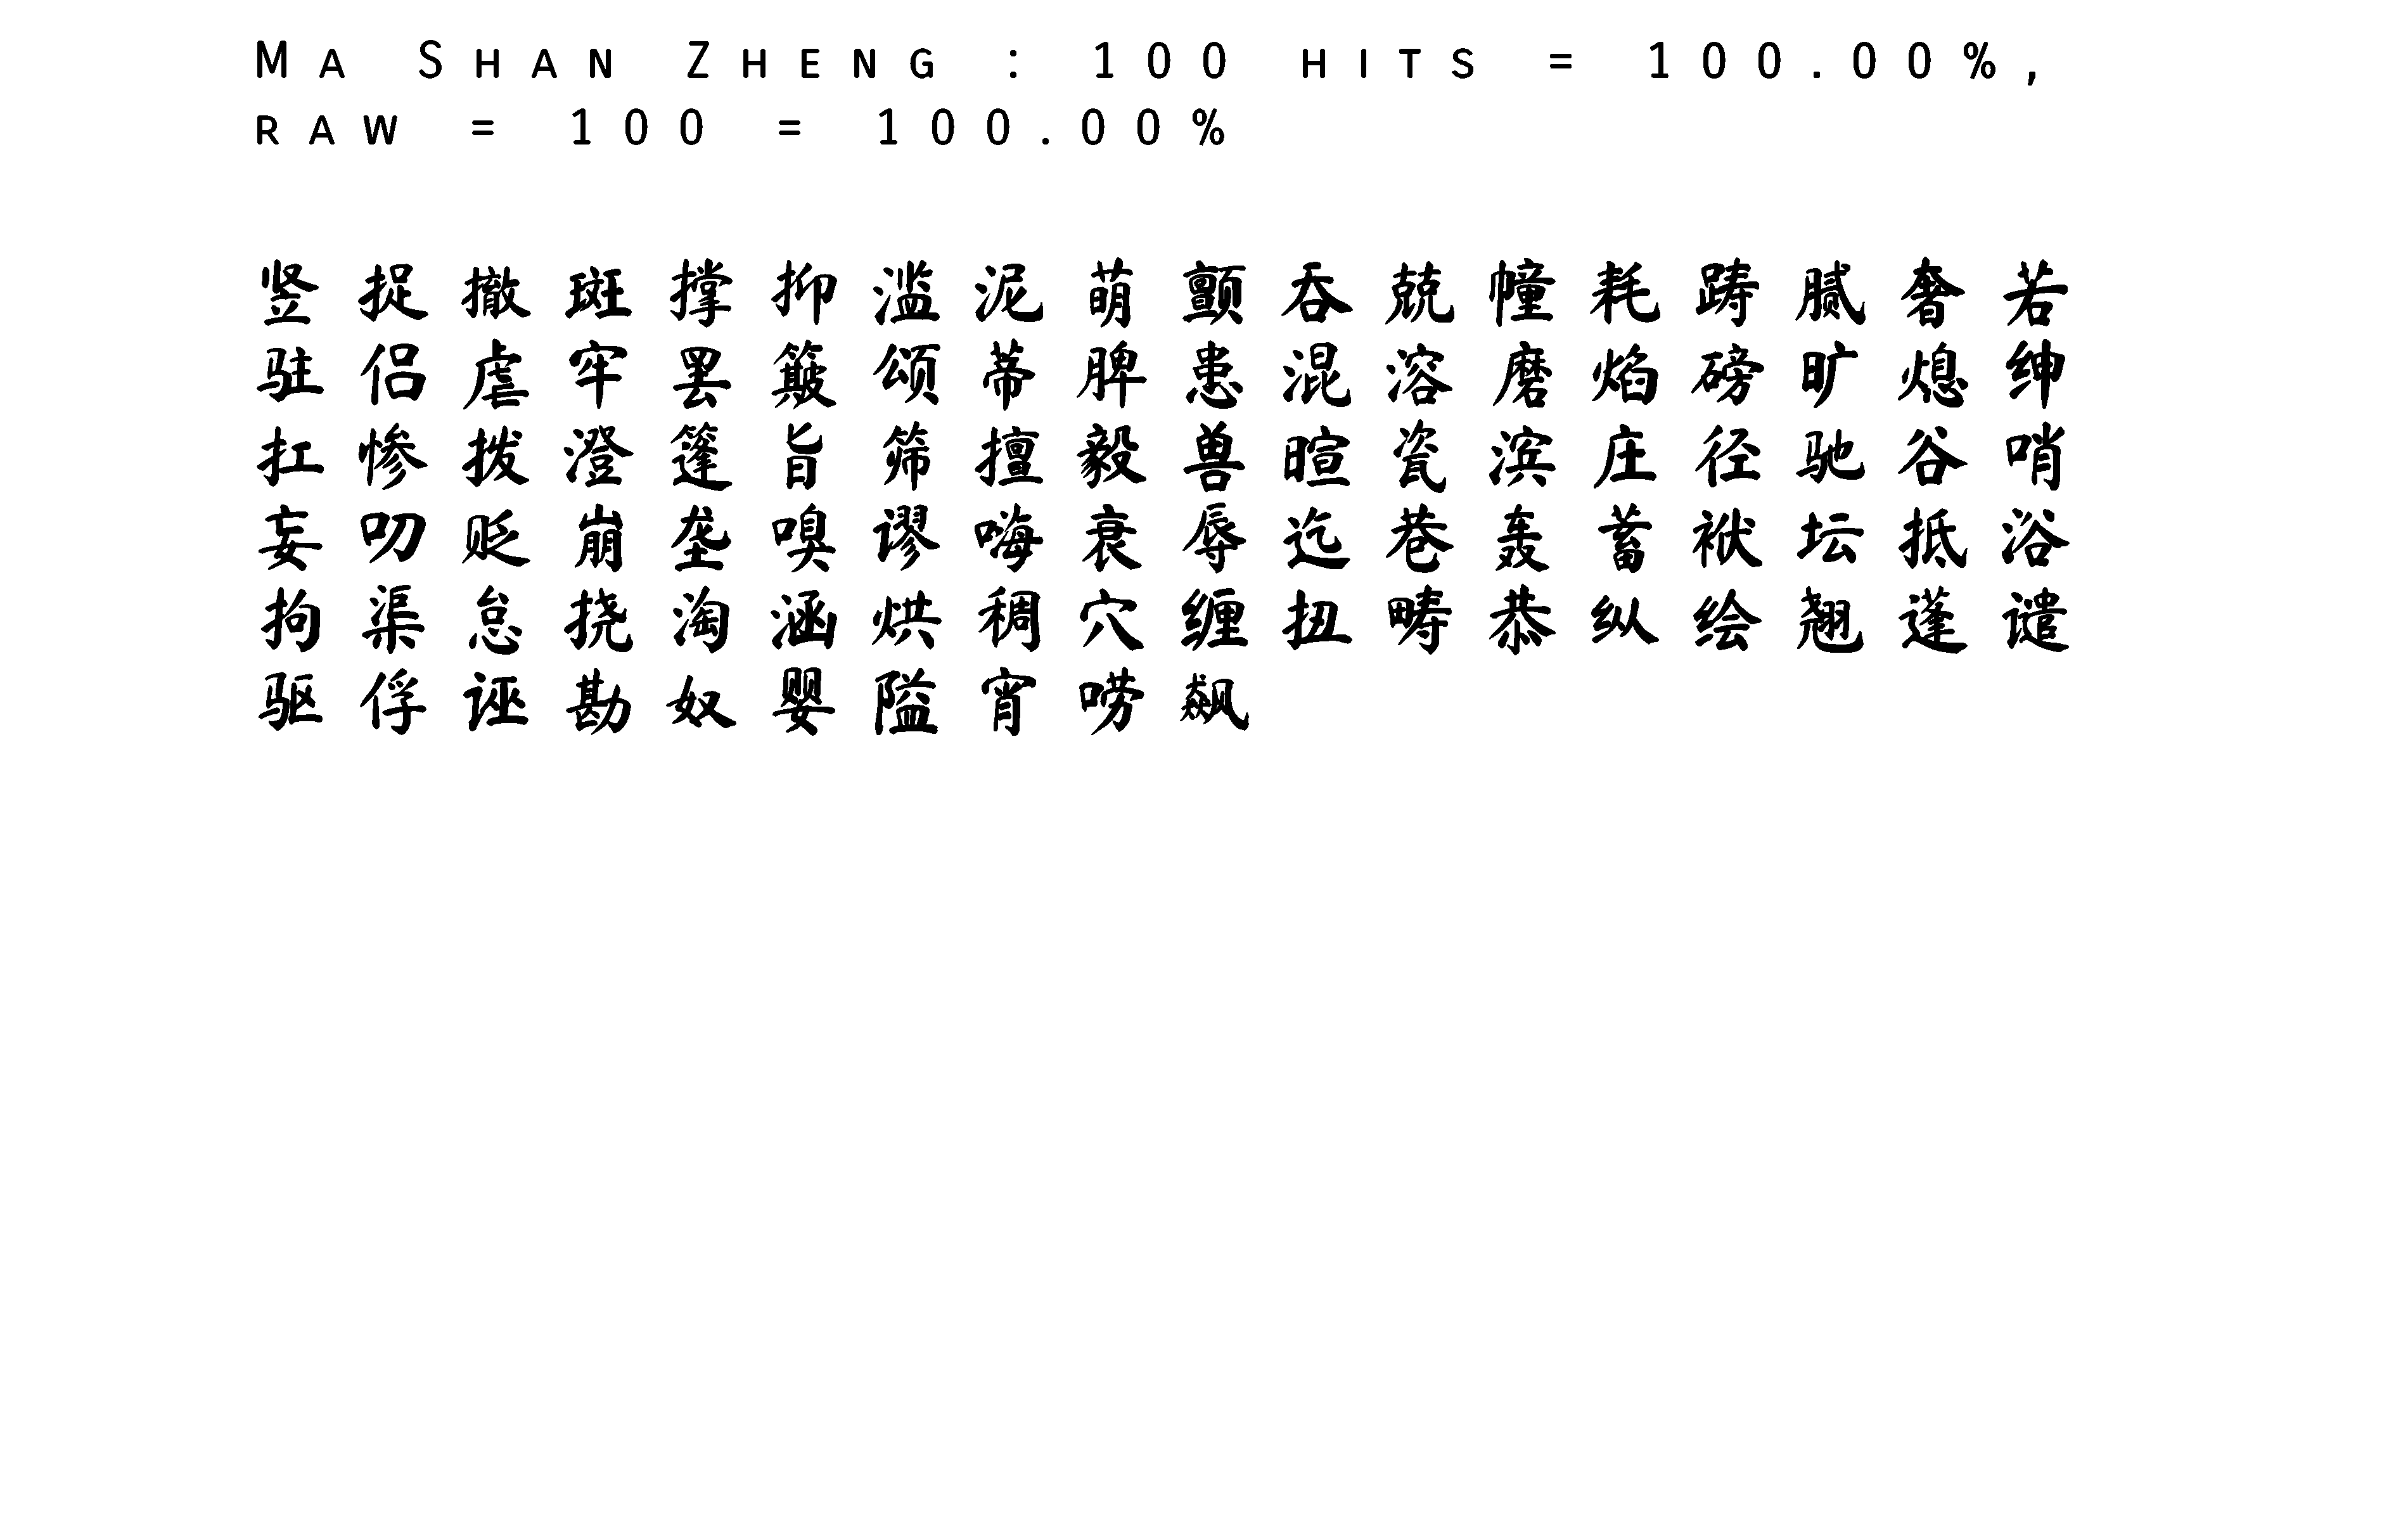 Ma Shan Zheng : 100 hits = 100.00%,
raw = 100 = 100.00%
竖 捉 撤 斑 撑 抑 滥 泥 萌 颤 吞 兢 幢 耗 踌 腻 奢 若
驻 侣 虐 牢 罢 簸 颂 蒂 脾 患 混 溶 磨 焰 磅 旷 熄 绅
扛 惨 拨 澄 篷 旨 筛 擅 毅 兽 暄 瓷 滨 庄 径 驰 谷 哨
妄 叨 贬 崩 垄 嗅 谬 嗨 衰 辱 迄 巷 轰 蓄 袱 坛 抵 浴
拘 渠 怠 挠 淘 涵 烘 稠 穴 缠 扭 畴 恭 纵 绘 翘 蓬 谴
驱 俘 诬 勘 奴 婴 隘 宵 唠 飙